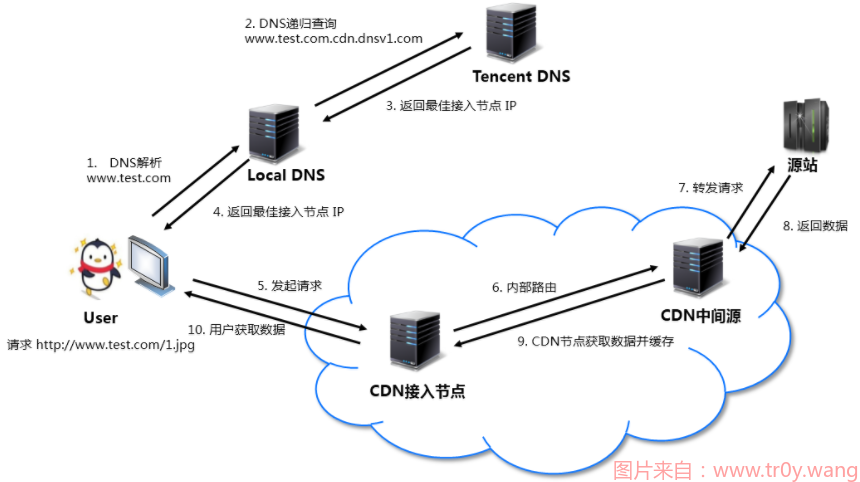 2. DNS递归查询
www.test.com.cdn.dnsv1.com
Tencent DNS
3. 返回最佳接入节点 IP
1. DNS解析
www.test.com
Local DNS
4. 返回最佳接入节点 IP
源站
7. 转发请求
8. 返回数据
User
请求 http://www.test.com/1.jpg
5. 发起请求
10. 用户获取数据
6. 内部路由
CDN中间源
9. CDN节点获取数据并缓存
CDN接入节点
图片来自：www.tr0y.wang